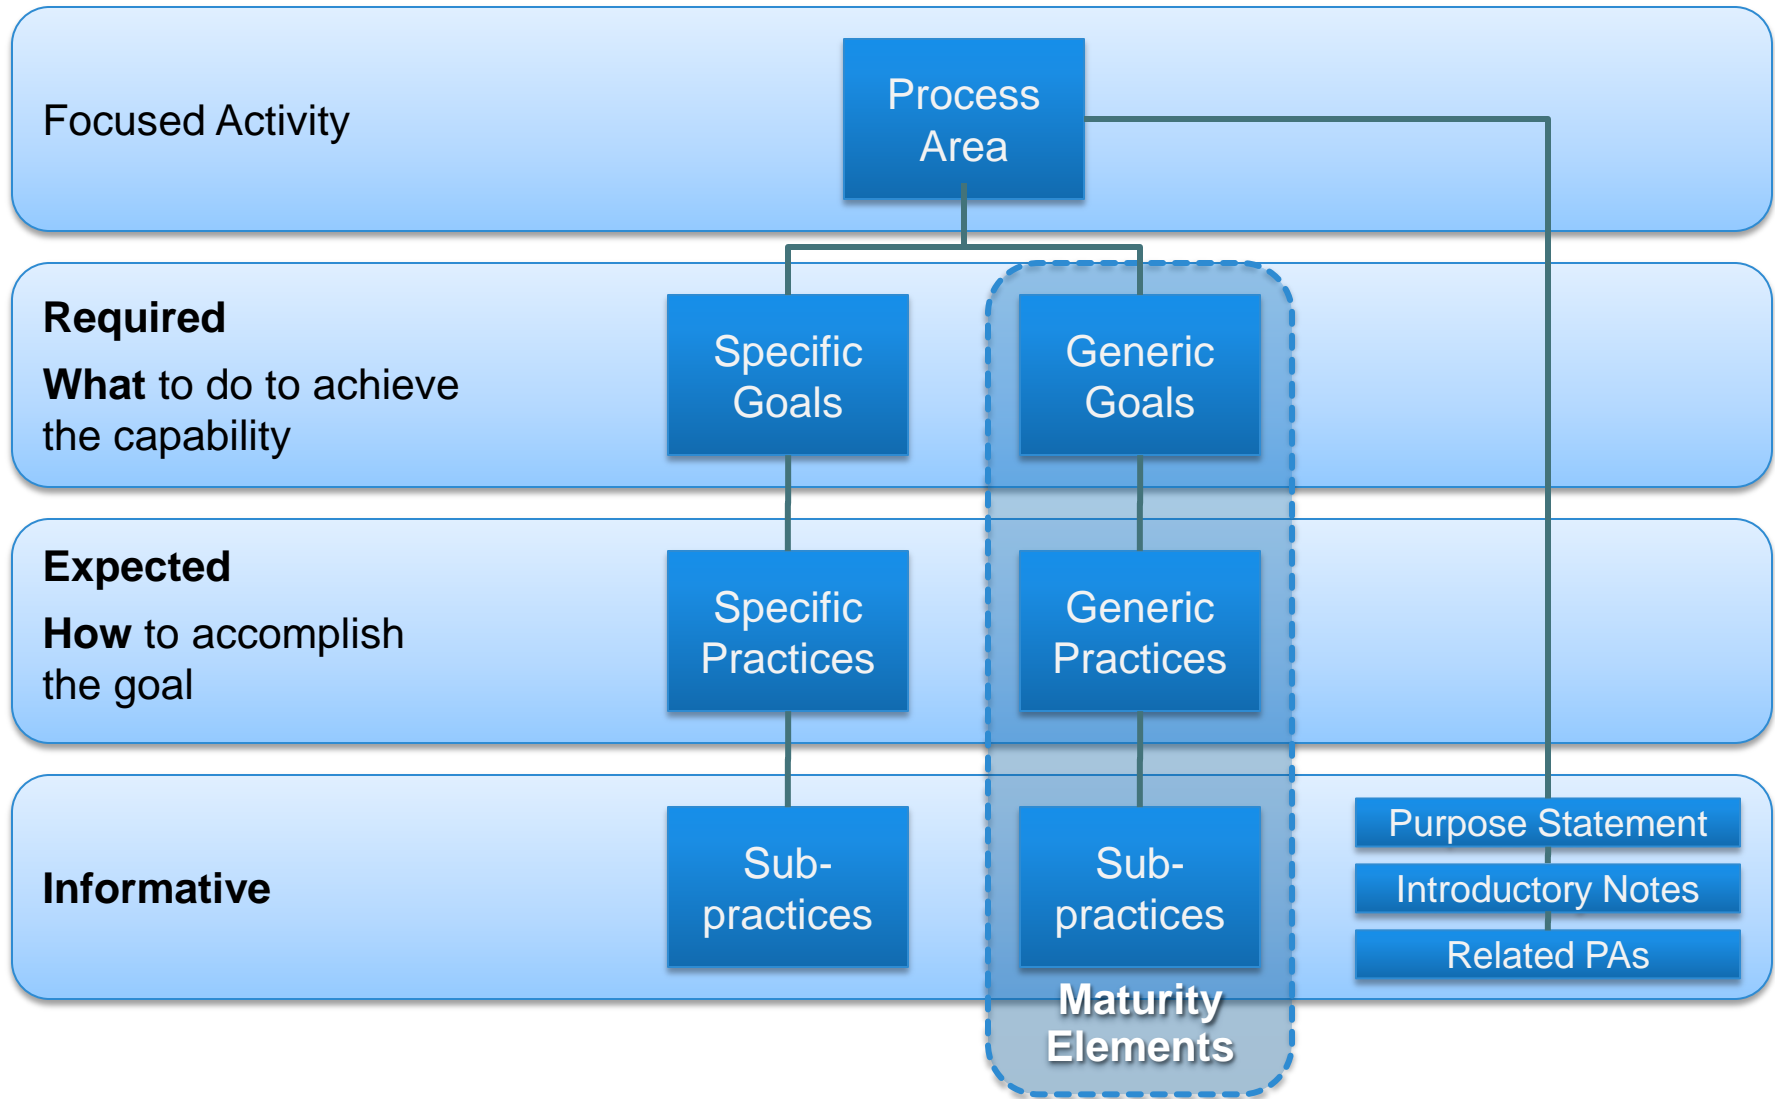 Focused Activity
Process
Area
Required
What to do to achieve
the capability
Specific
Goals
Generic
Goals
Expected
How to accomplish
the goal
Specific
Practices
Generic
Practices
Informative
Sub-
practices
Sub-
practices
Purpose Statement
Introductory Notes
Related PAs
Maturity
Elements